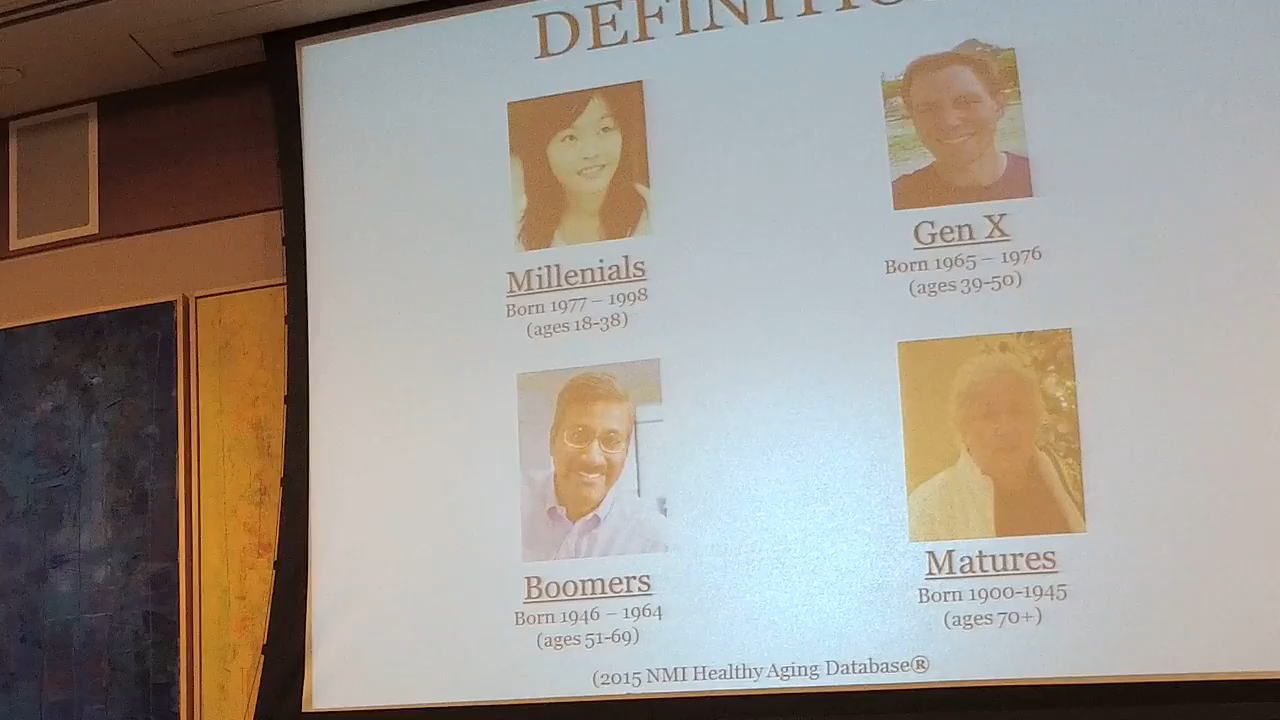 Millenials
Born 1977 – 1998
(ages 18-38)
Gen X
Born 1965 – 1976
(ages 39-50)
Boomers
Born 1946 – 1964
(ages 51-69)
Matures
Born 1900-1945
(ages 70+)
(2015 NMI Healthy Aging Database®